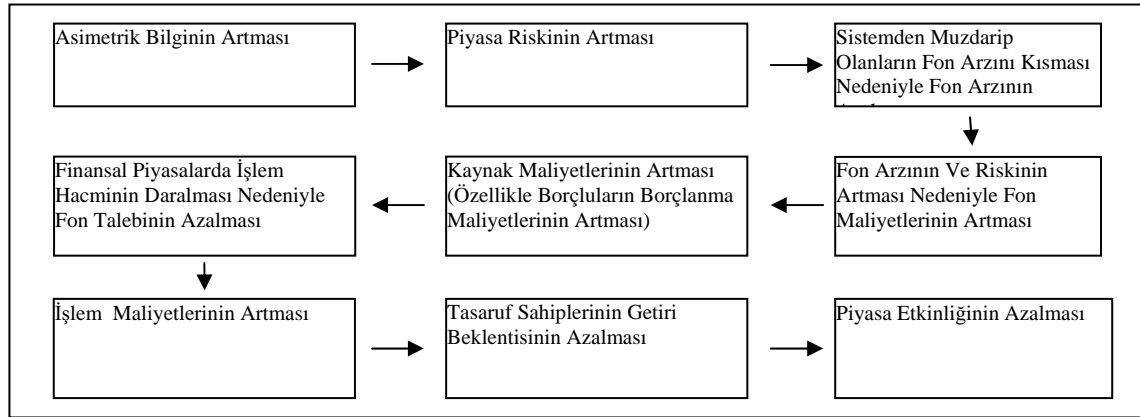 Asimetrik Bilginin Artması
Piyasa Riskinin Artması
Sistemden Muzdarip
Olanların Fon Arzını Kısması
Nedeniyle Fon Arzının
Fon Arzının Ve Riskinin
Artması Nedeniyle Fon
Maliyetlerinin Artması
Kaynak Maliyetlerinin Artması
(Özellikle Borçluların Borçlanma
Maliyetlerinin Artması)
Finansal Piyasalarda İşlem
Hacminin Daralması Nedeniyle
Fon Talebinin Azalması
İşlem Maliyetlerinin Artması
Tasaruf Sahiplerinin Getiri
Beklentisinin Azalması
Piyasa Etkinliğinin Azalması